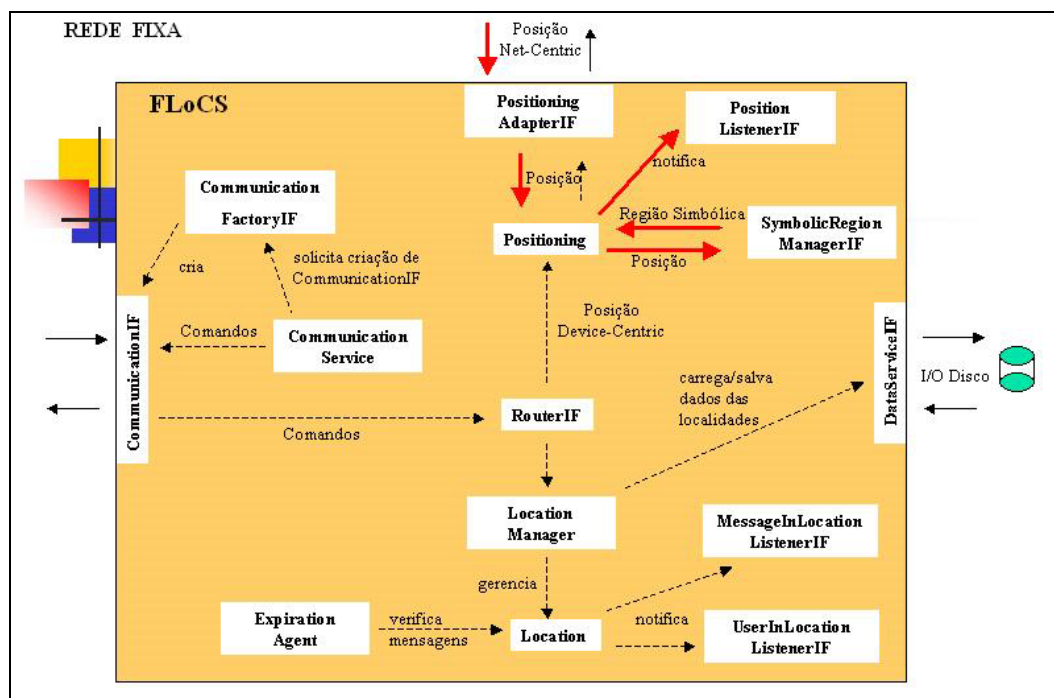 REDE FIXA
Posição
Net-Centric
FLoCS
Positioning
AdapterIF
Position
ListenerIF
notifica
Posição
Communication
FactoryIF
Região Simbólica
SymbolicRegion
ManagerIF
Positioning
Posição
cria
solicita criação de
CommunicationIF
Posição
Device-Centric
CommunicationIF
Comandos
Communication
Service
DataServiceIF
I/O Disco
carrega/salva
dados das
localidades
RouterIF
Comandos
Location
Manager
MessageInLocation
ListenerIF
gerencia
Expiration
Agent
verifica
mensagens
Location
notifica
UserInLocation
ListenerIF